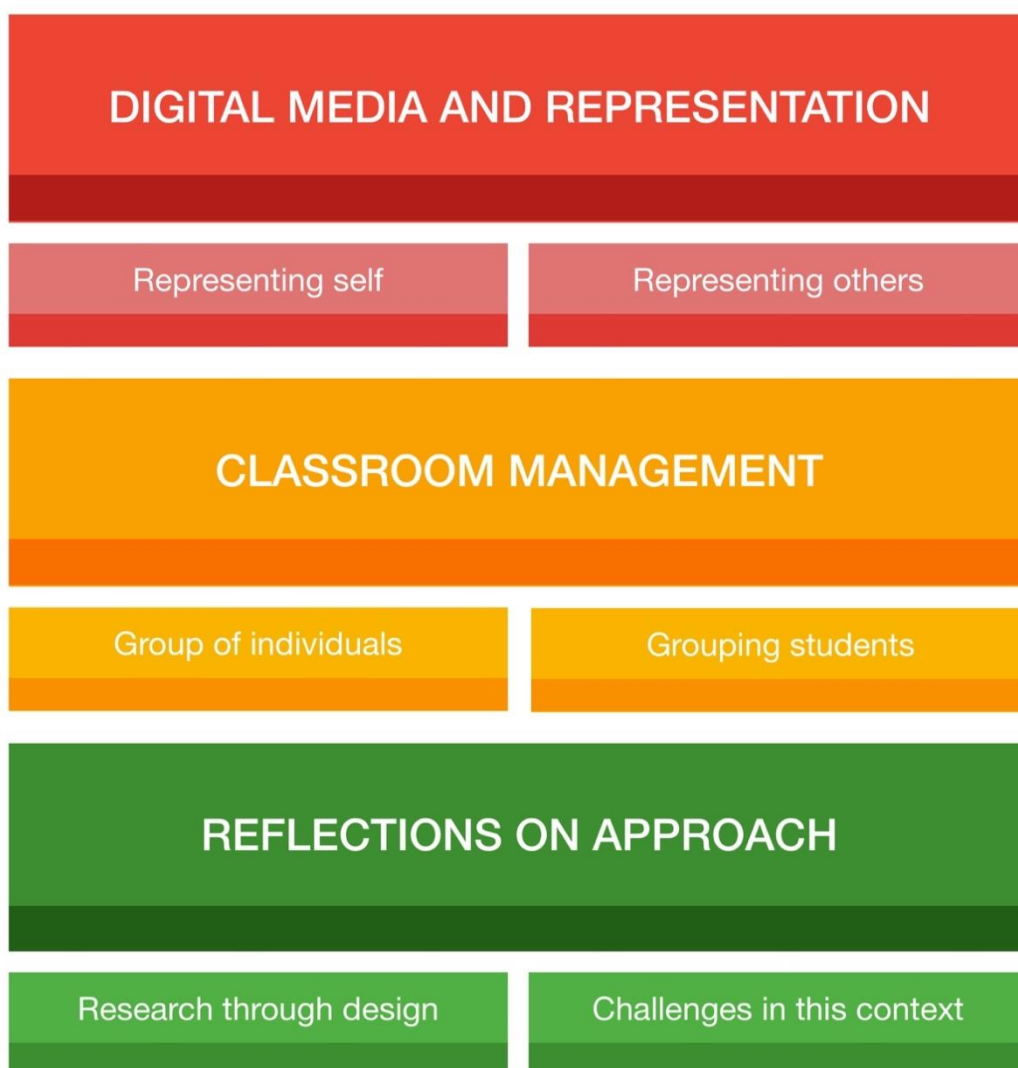 DIGITAL MEDIA AND REPRESENTATION
Representing self
Representing others
CLASSROOM MANAGEMENT
Group of individuals
Grouping students
REFLECTIONS ON APPROACH
Research through design
Challenges in this context